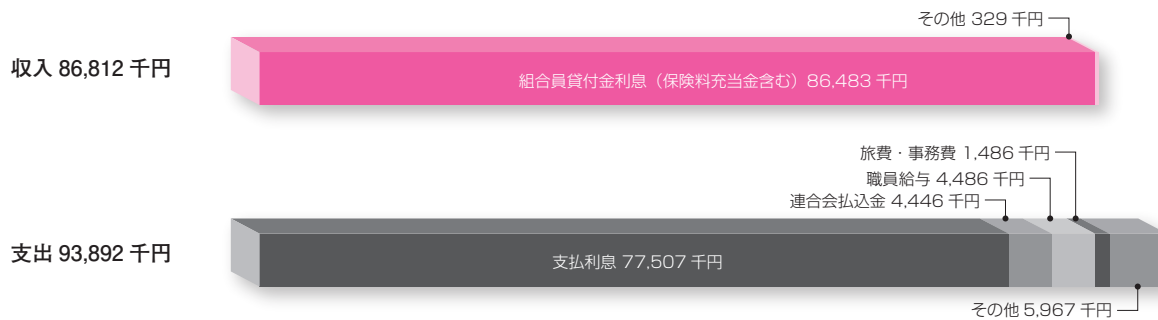 その他 329 千円
収入 86,812 千円
組合員貸付金利息（保険料充当金含む）86,483 千円
旅費・事務費 1,486 千円
職員給与 4,486 千円
連合会払込金 4,446 千円
支出 93,892 千円
支払利息 77,507 千円
その他 5,967 千円